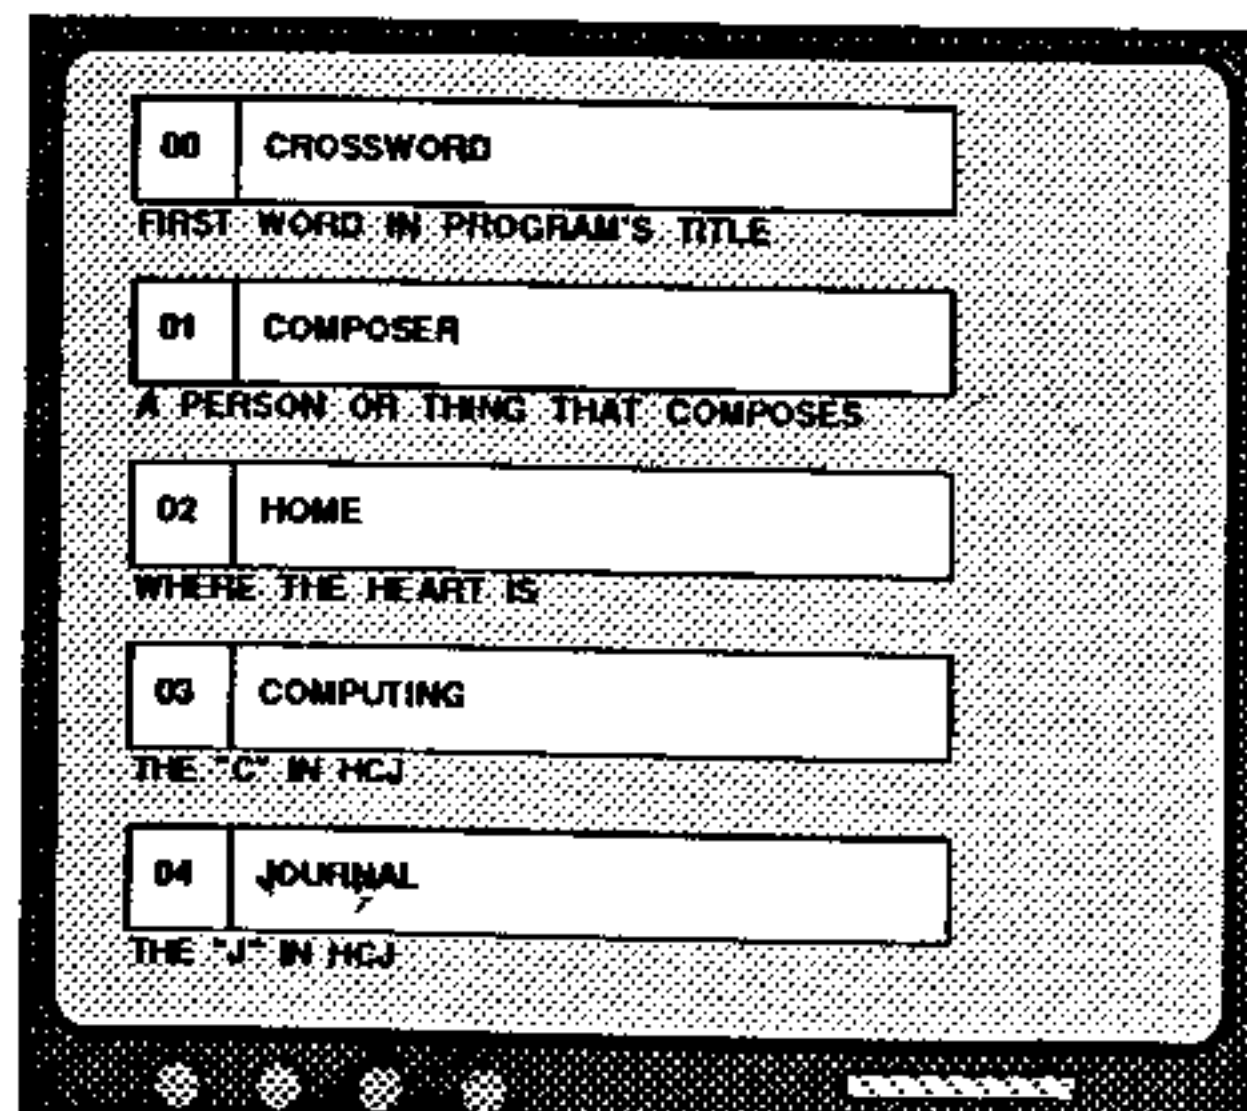 00 CROSSWORD
FIRST WORD IN PROGRAM'S TITLE
01 COMPOSER
A PERSON OR THING THAT COMPOSES
02 HOME
WHERE THE HEART IS
03 COMPUTING
THE "C" IN HCJ
04 JOURNAL
THE "J" IN HCJ